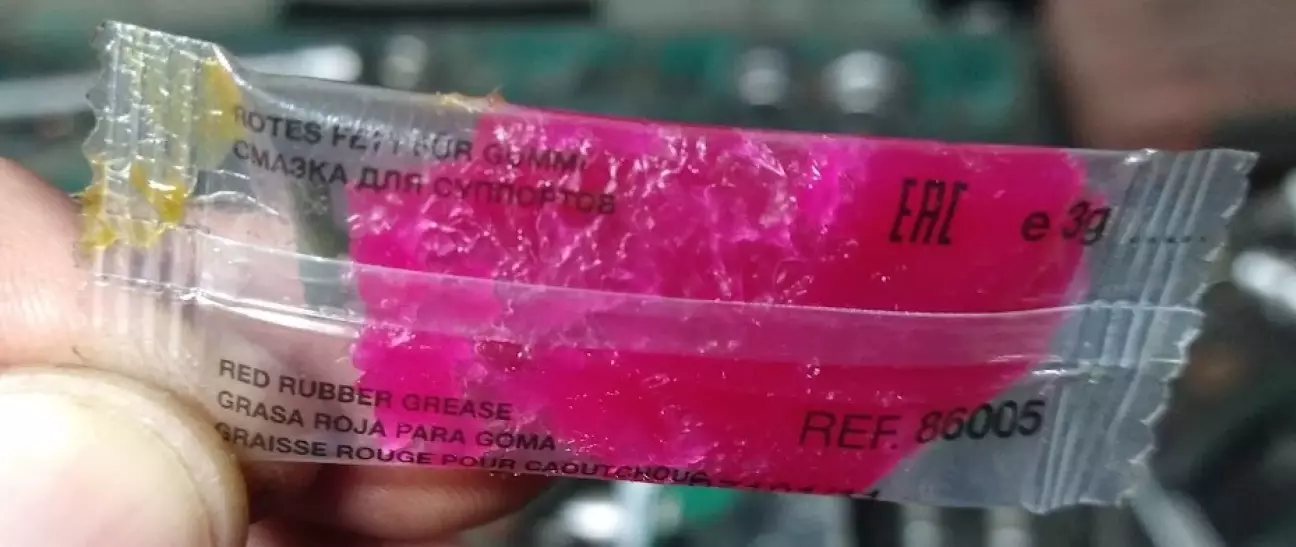 ROTES FETT FÜR GUMMI
СМАЗКА ДЛЯ СУППОРТОВ
EAC
e 3g
RED RUBBER GREASE
GRASA ROJA PARA GOMA
GRAISSE ROUGE POUR CAOUTCHOUC
REF. 86005